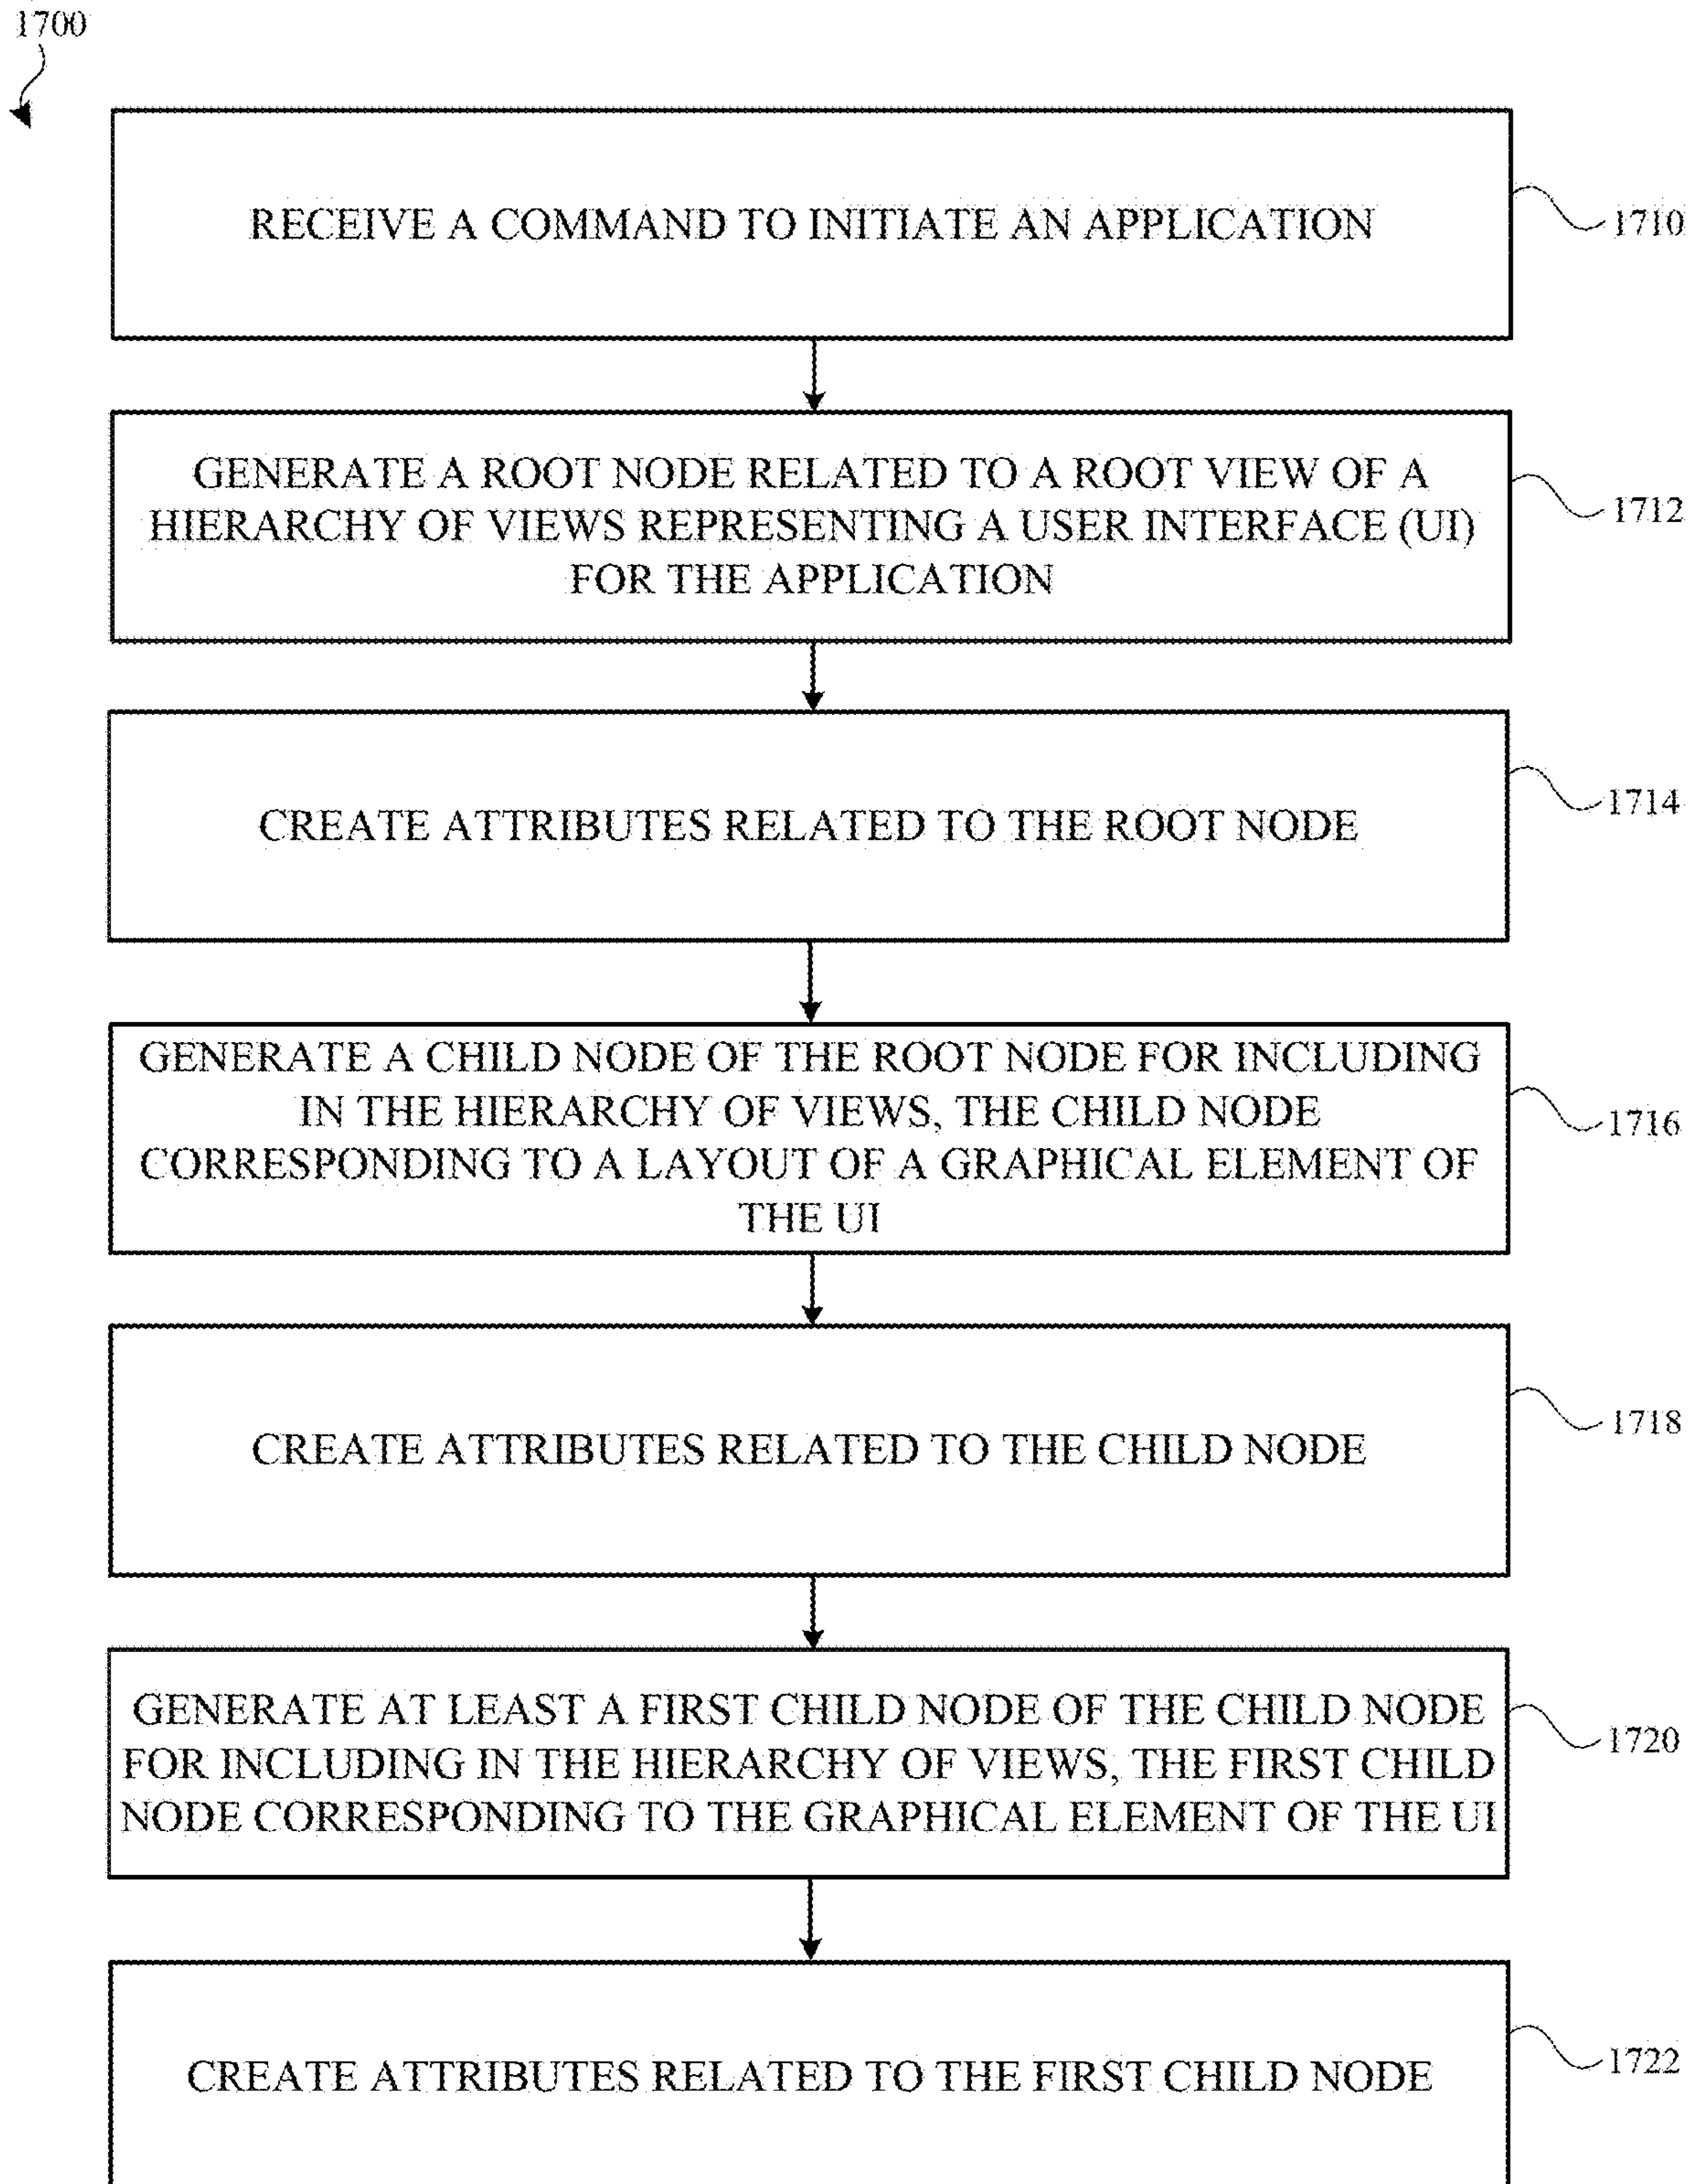 1700
RECEIVE A COMMAND TO INITIATE AN APPLICATION
1710
GENERATE A ROOT NODE RELATED TO A ROOT VIEW OF A
HIERARCHY OF VIEWS REPRESENTING A USER INTERFACE (UI)
FOR THE APPLICATION
1712
CREATE ATTRIBUTES RELATED TO THE ROOT NODE
1714
GENERATE A CHILD NODE OF THE ROOT NODE FOR INCLUDING
IN THE HIERARCHY OF VIEWS, THE CHILD NODE
CORRESPONDING TO A LAYOUT OF A GRAPHICAL ELEMENT OF
THE UI
1716
CREATE ATTRIBUTES RELATED TO THE CHILD NODE
1718
GENERATE AT LEAST A FIRST CHILD NODE OF THE CHILD NODE
FOR INCLUDING IN THE HIERARCHY OF VIEWS, THE FIRST CHILD
NODE CORRESPONDING TO THE GRAPHICAL ELEMENT OF THE UI
1720
CREATE ATTRIBUTES RELATED TO THE FIRST CHILD NODE
1722